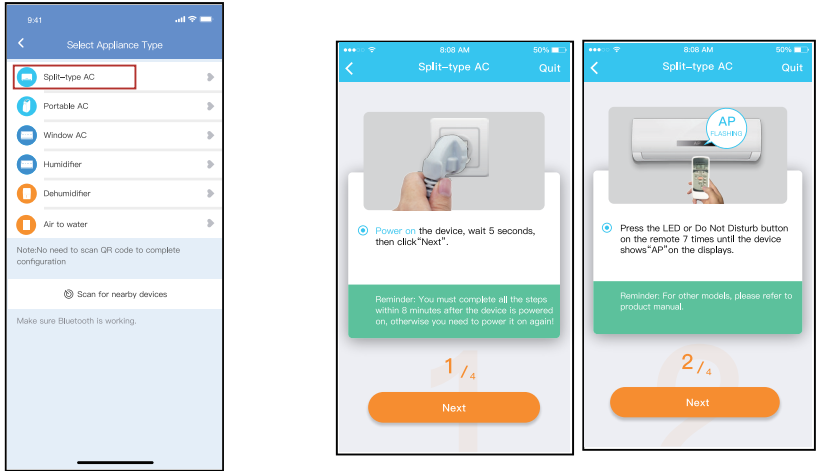 9:41
Select Appliance Type
Split-type AC
Portable AC
Window AC
Humidifier
Dehumidifier
Air to water
Note:No need to scan QR code to complete
configuration
Scan for nearby devices
Make sure Bluetooth is working.
8:08 AM
50%
Split-type AC
Quit
Power on the device, wait 5 seconds,
then click“Next”.
Reminder: You must complete all the steps
within 8 minutes after the device is powered
on, otherwise you need to power it on again!
1/4
Next
8:08 AM
50%
Split-type AC
Quit
AP
FLASHING
Press the LED or Do Not Disturb button
on the remote 7 times until the device
shows“AP”on the displays.
Reminder: For other models, please refer to
product manual.
2/4
Next